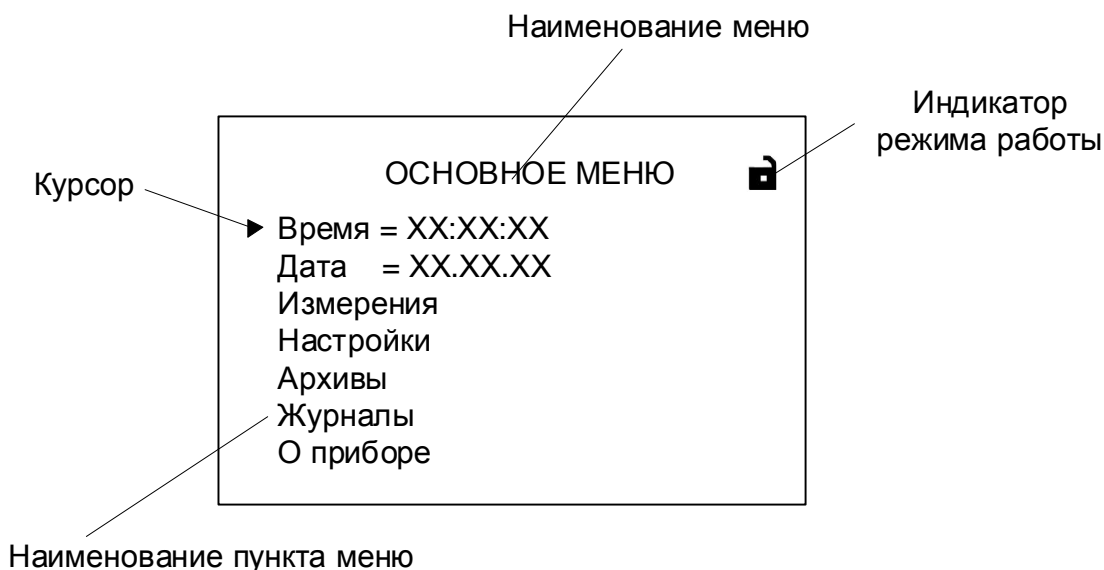 Наименование меню
Индикатор
режима работы
Курсор
ОСНОВНОЕ МЕНЮ
Время = XX:XX:XX
Дата = XX.XX.XX
Измерения
Настройки
Архивы
Журналы
О приборе
Наименование пункта меню